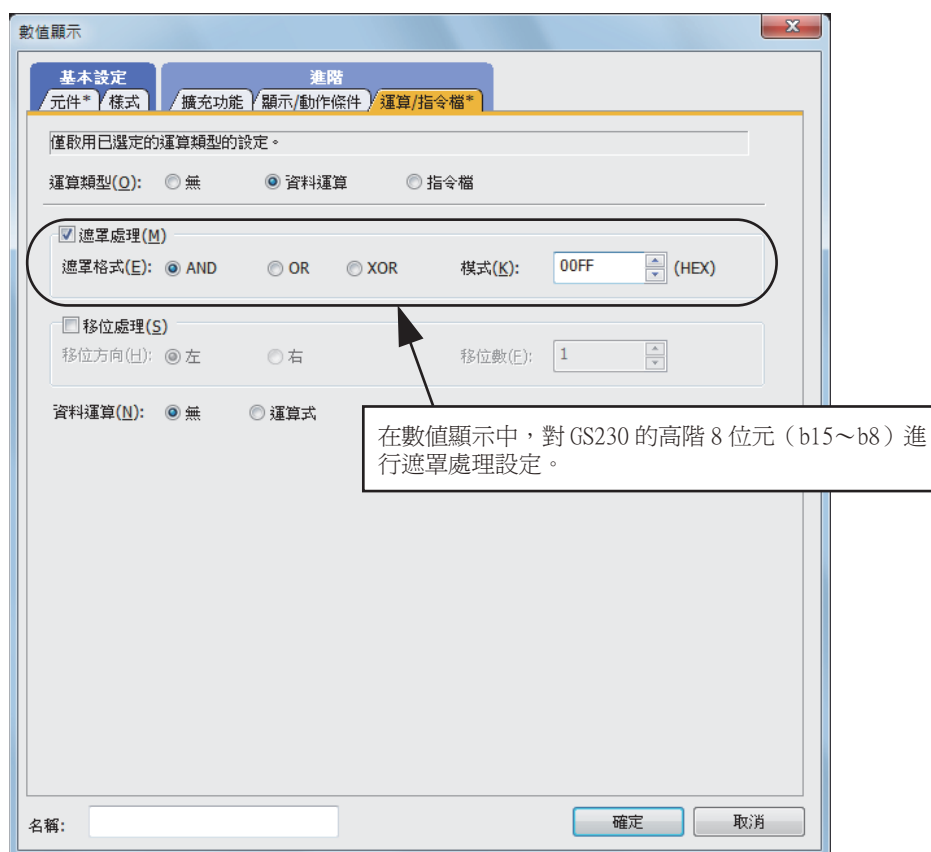 數值顯示
基本設定 進階
元件* 樣式 擴充功能 顯示/動作條件 運算/指令檔*
僅啟用已選定的運算類型的設定。
運算類型(O): 無 資料運算 指令檔
遮罩處理(M)
遮罩格式(E): AND OR XOR 模式(K): 00FF (HEX)
移位處理(S)
移位方向(H): 左 右 移位數(F): 1
資料運算(N): 無 運算式
在數值顯示中，對 GS230 的高階 8 位元（b15～b8）進
行遮罩處理設定。
名稱: 確定 取消